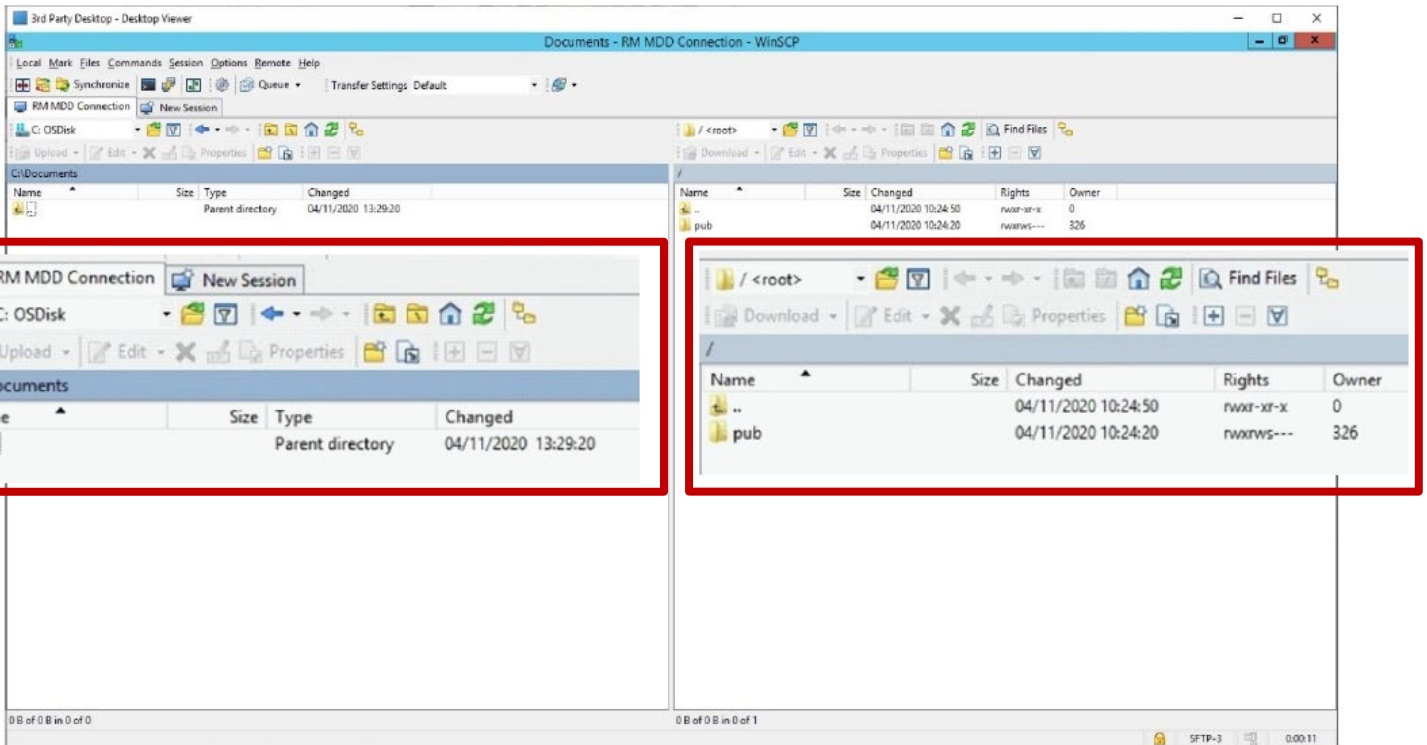 3rd Party Desktop - Desktop Viewer
Documents - RM MDD Connection - WinSCP
Local Mark Files Commands Session Options Remote Help
Synchronize Queue Transfer Settings Default
RM MDD Connection New Session
C: OSDisk
/ <root> Find Files
Upload Edit Properties
Download Edit Properties
C:\Documents
/
Name Size Type Changed
Name Size Changed Rights Owner
Parent directory 04/11/2020 13:29:20
.. 04/11/2020 10:24:50 rwxr-xr-x 0
pub 04/11/2020 10:24:20 rwxrws--- 326
RM MDD Connection New Session
C: OSDisk
Upload Edit Properties
ocuments
e Size Type Changed
Parent directory 04/11/2020 13:29:20
/ <root> Find Files
Download Edit Properties
/
Name Size Changed Rights Owner
.. 04/11/2020 10:24:50 rwxr-xr-x 0
pub 04/11/2020 10:24:20 rwxrws--- 326
0 B of 0 B in 0 of 0
0 B of 0 B in 0 of 1
SFTP-3 0:00:11